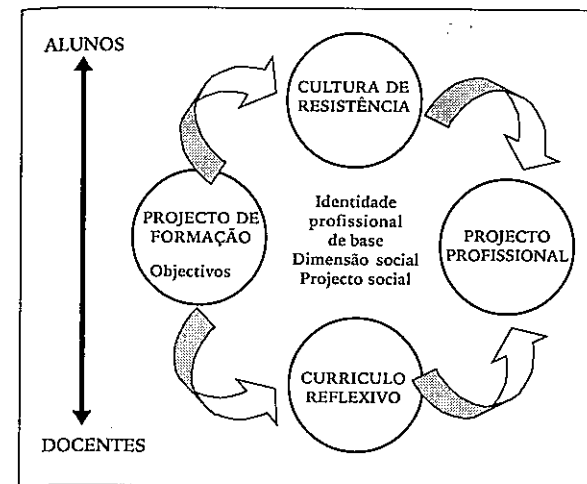 ALUNOS
CULTURA DE
RESISTÊNCIA
PROJECTO DE
FORMAÇÃO
Objectivos
Identidade
profissional
de base
Dimensão social
Projecto social
PROJECTO
PROFISSIONAL
CURRICULO
REFLEXIVO
DOCENTES